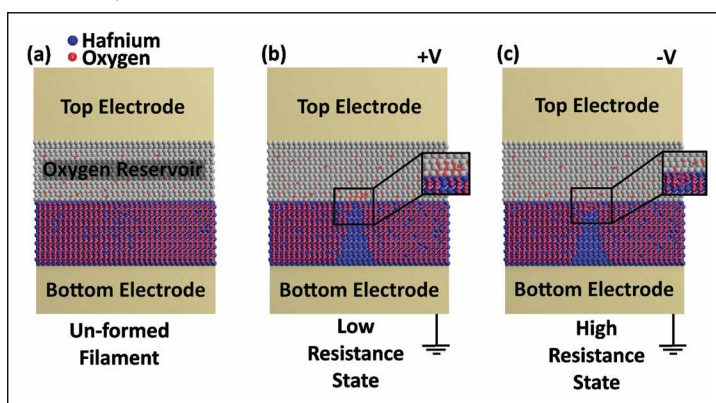 Hafnium
Oxygen
(a)
Top Electrode
Oxygen Reservoir
Bottom Electrode
Un-formed
Filament
(b)
+V
Top Electrode
Bottom Electrode
Low
Resistance
State
(c)
-V
Top Electrode
Bottom Electrode
High
Resistance
State